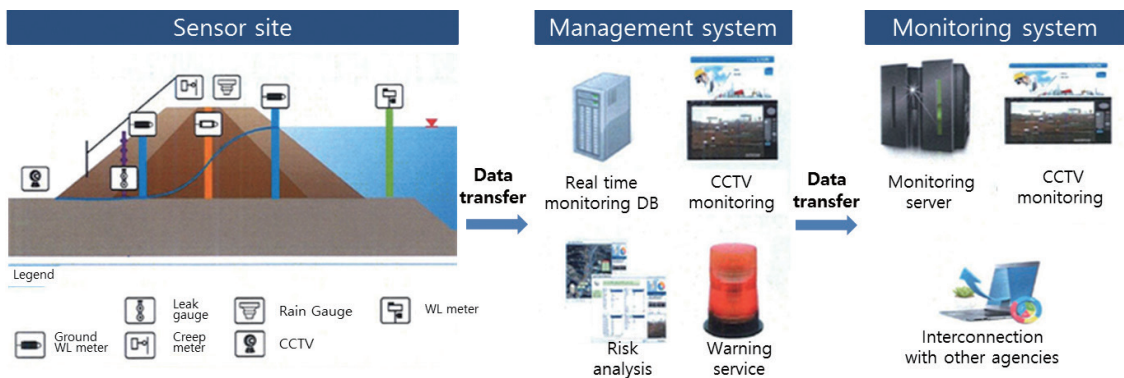 Sensor site
Management system
Monitoring system
Data
transfer
Real time
monitoring DB
CCTV
monitoring
Data
transfer
Monitoring
server
CCTV
monitoring
Legend
Leak
gauge
Rain Gauge
WL meter
Ground
WL meter
Creep
meter
CCTV
Risk
analysis
Warning
service
Interconnection
with other agencies